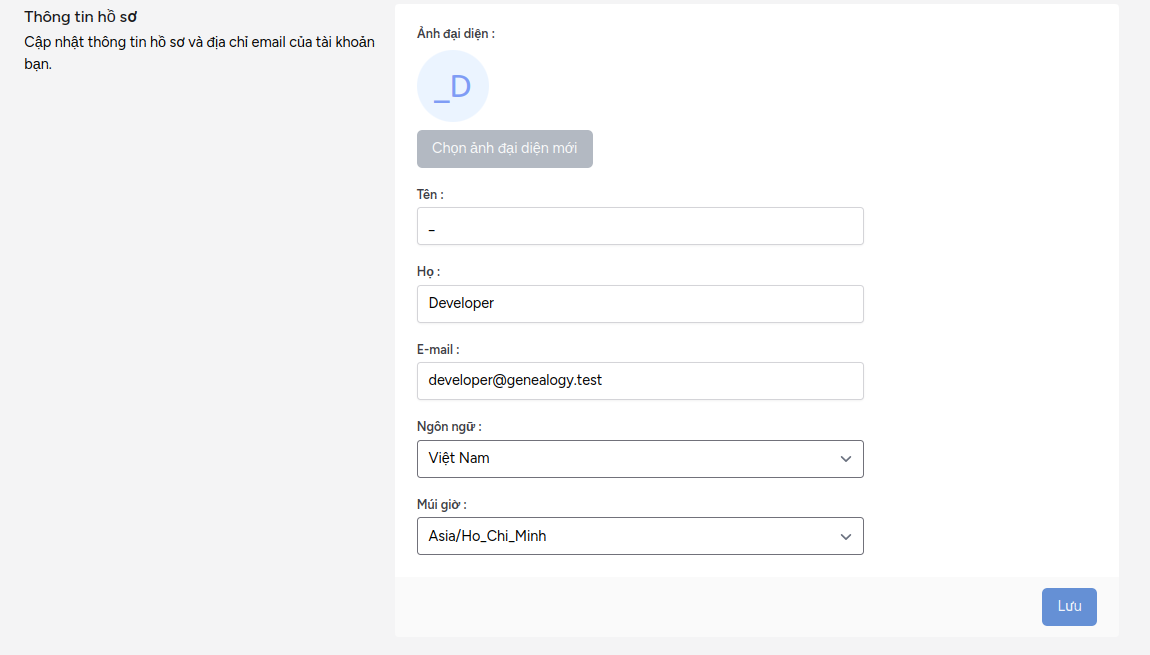 Thông tin hồ sơ
Cập nhật thông tin hồ sơ và địa chỉ email của tài khoản
bạn.
Ảnh đại diện :
_D
Chọn ảnh đại diện mới
Tên :
_
Họ :
Developer
E-mail :
developer@genealogy.test
Ngôn ngữ :
Việt Nam
Múi giờ :
Asia/Ho_Chi_Minh
Lưu